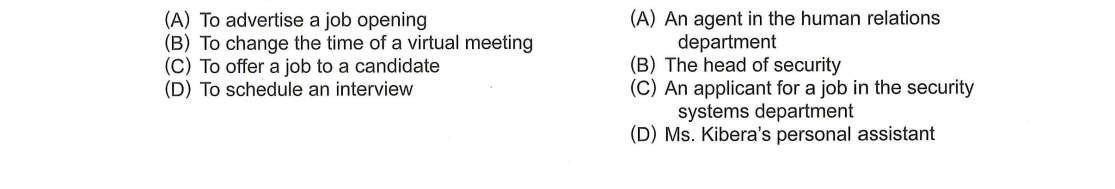 (A) To advertise a job opening
(B) To change the time of a virtual meeting
(C) To offer a job to a candidate
(D) To schedule an interview
(A) An agent in the human relations
department
(B) The head of security
(C) An applicant for a job in the security
systems department
(D) Ms. Kibera's personal assistant